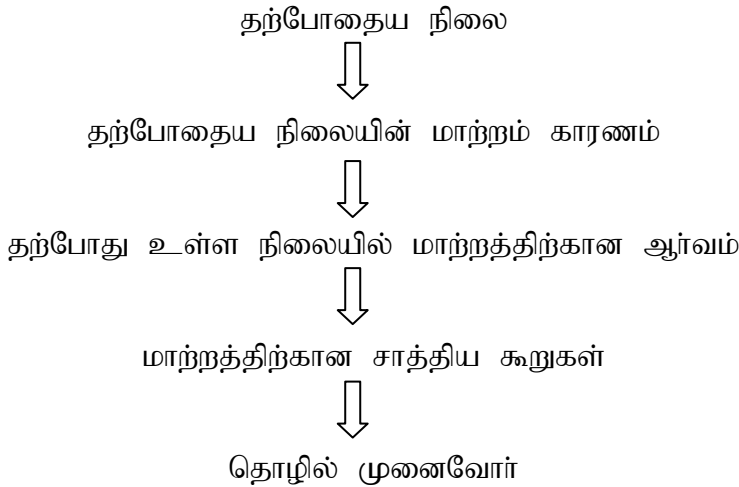 தற்போதைய நிலை
தற்போதைய நிலையின் மாற்றம் காரணம்
தற்போது உள்ள நிலையில் மாற்றத்திற்கான ஆர்வம்
மாற்றத்திற்கான சாத்திய கூறுகள்
தொழில் முனைவோர்